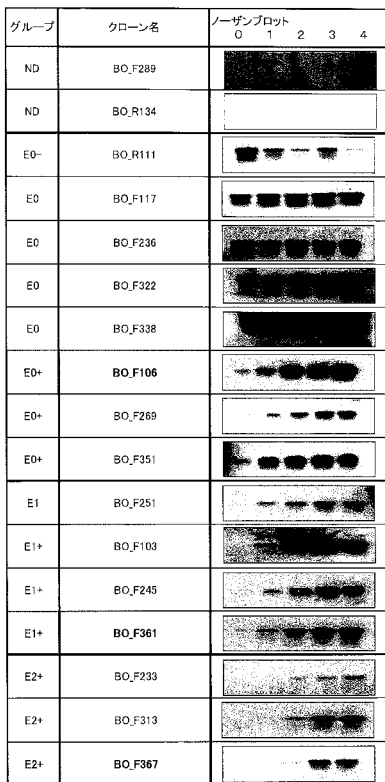 グループ クローン名 ノーザンブロット
0 1 2 3 4
ND BO_F289
ND BO_R134
E0- BO_R111
E0 BO_F117
E0 BO_F236
E0 BO_F322
E0 BO_F338
E0+ BO_F106
E0+ BO_F269
E0+ BO_F351
E1 BO_F251
E1+ BO_F103
E1+ BO_F245
E1+ BO_F361
E2+ BO_F233
E2+ BO_F313
E2+ BO_F367